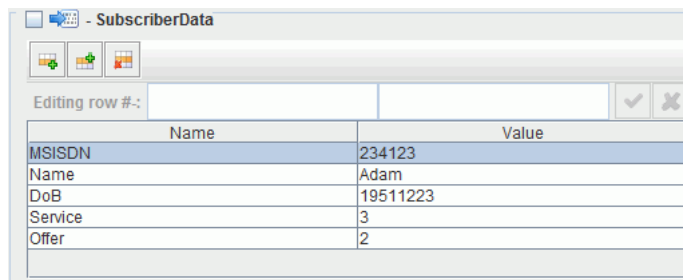 - SubscriberData
Editing row #-:
Name Value
MSISDN 234123
Name Adam
DoB 19511223
Service 3
Offer 2